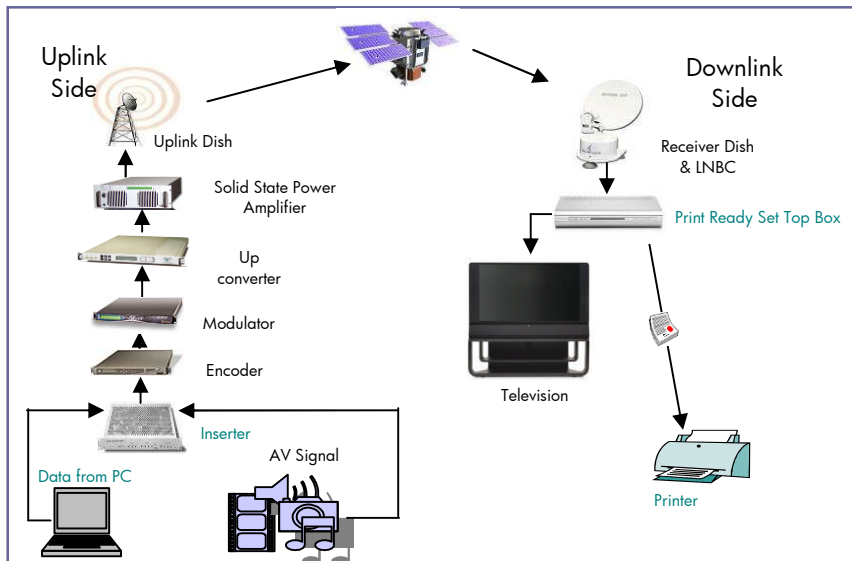 Uplink
Side
Downlink
Side
Uplink Dish
Receiver Dish
& LNBC
Solid State Power
Amplifier
Print Ready Set Top Box
Up
converter
Modulator
Encoder
Television
Inserter
AV Signal
Data from PC
Printer